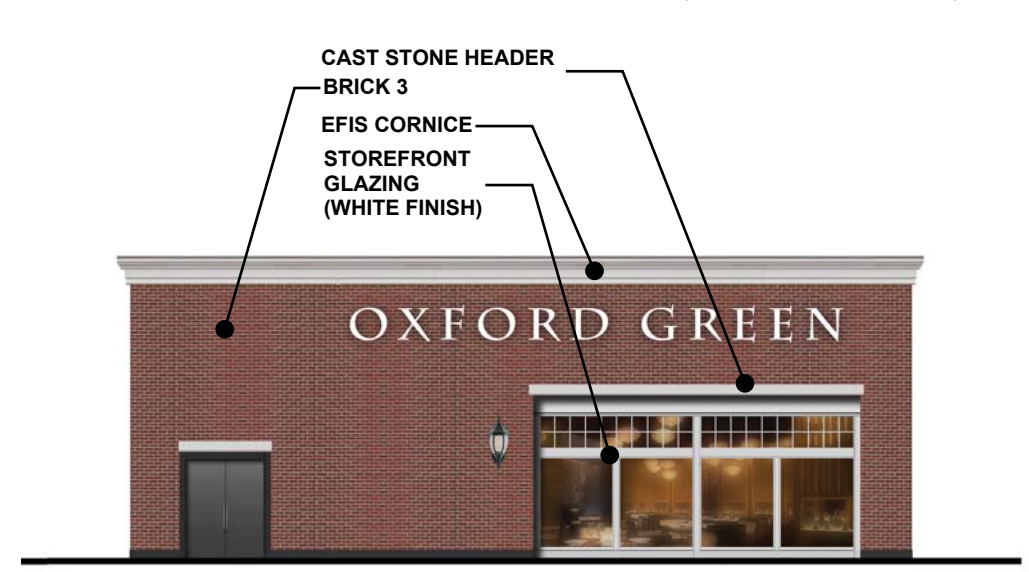 CAST STONE HEADER
BRICK 3
EFIS CORNICE
STOREFRONT
GLAZING
(WHITE FINISH)
OXFORD GREEN